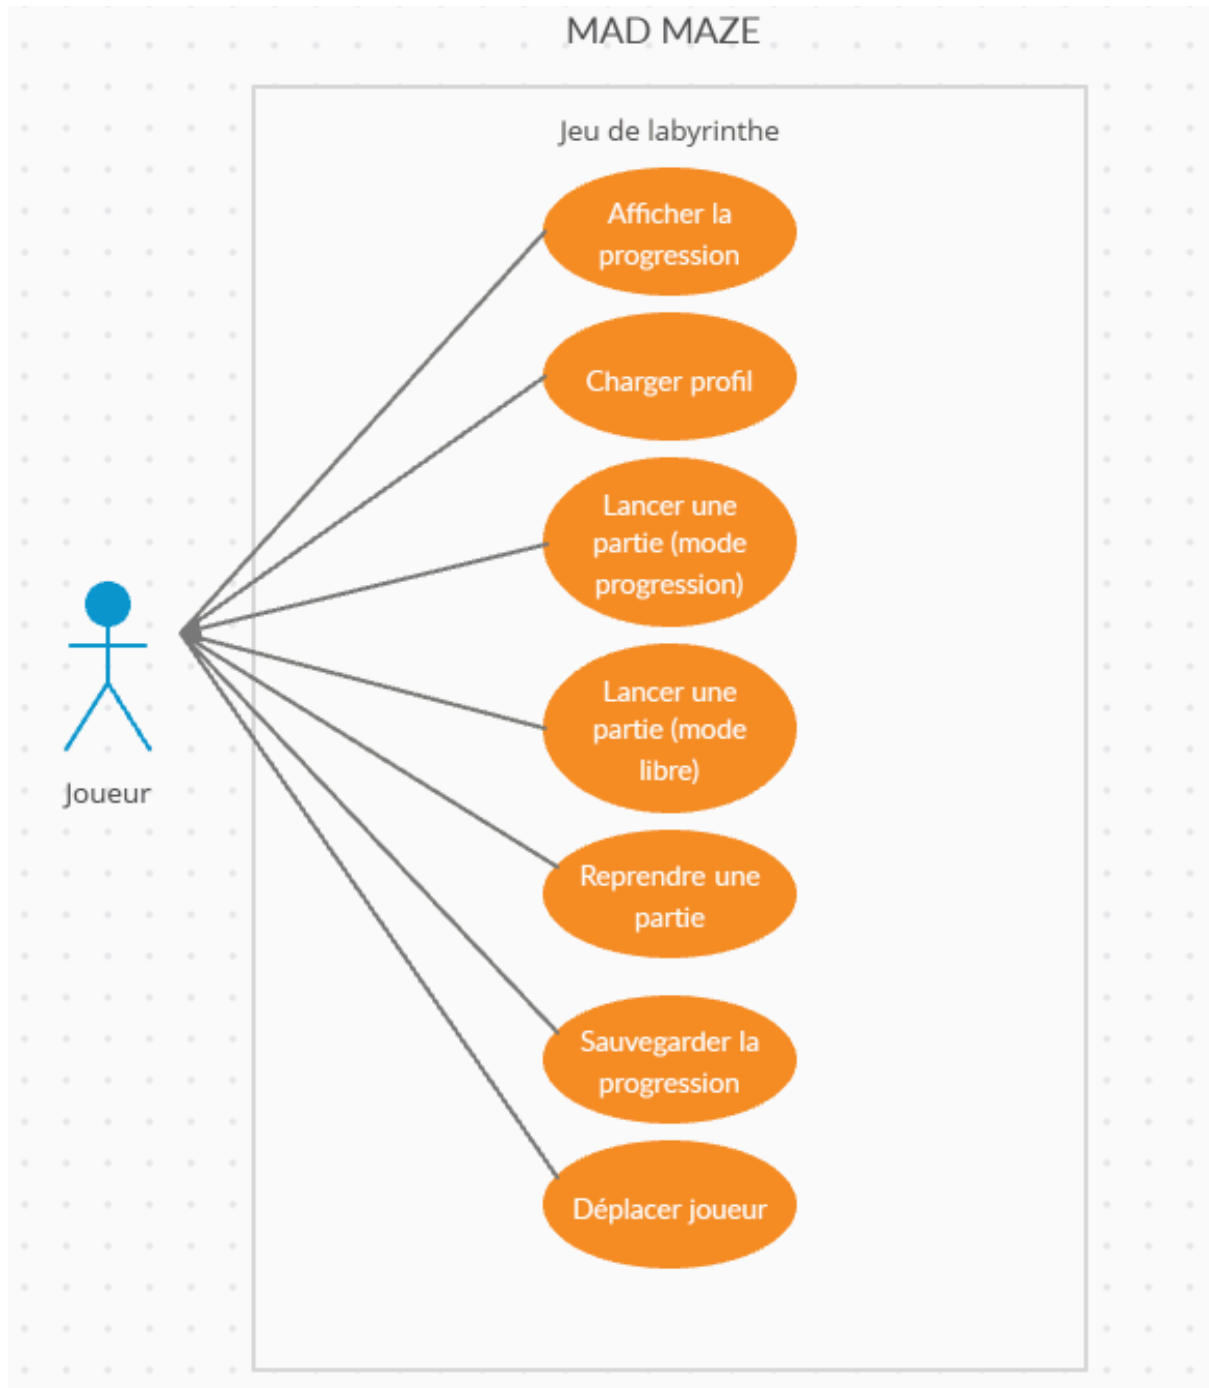 MAD MAZE
Jeu de labyrinthe
Afficher la
progression
Charger profil
Lancer une
partie (mode
progression)
Lancer une
partie (mode
libre)
Joueur
Reprendre une
partie
Sauvegarder la
progression
Déplacer joueur